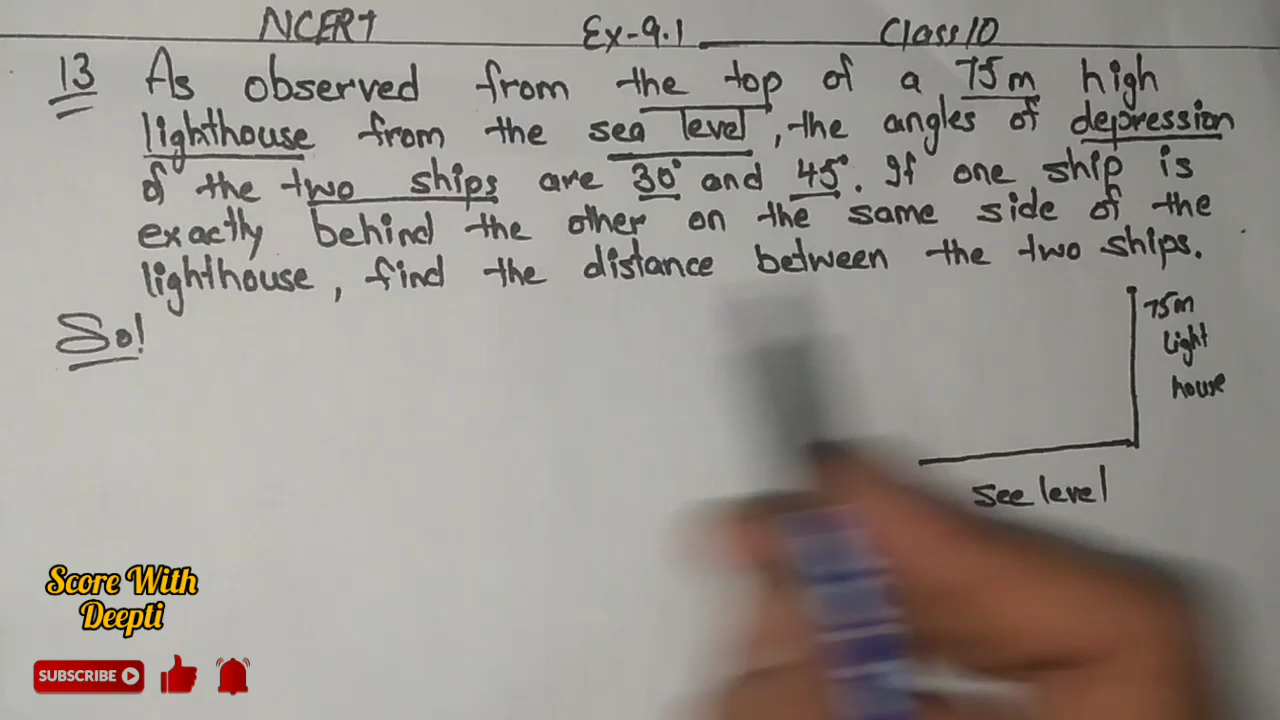 NCERT Ex-9.1 Class 10
13 As observed from the top of a 75m high
lighthouse from the sea level, the angles of depression
of the two ships are 30° and 45°. If one ship is
exactly behind the other on the same side of the
lighthouse, find the distance between the two ships.
Sol
75m
light
house
See level
Score With
Deepti
SUBSCRIBE